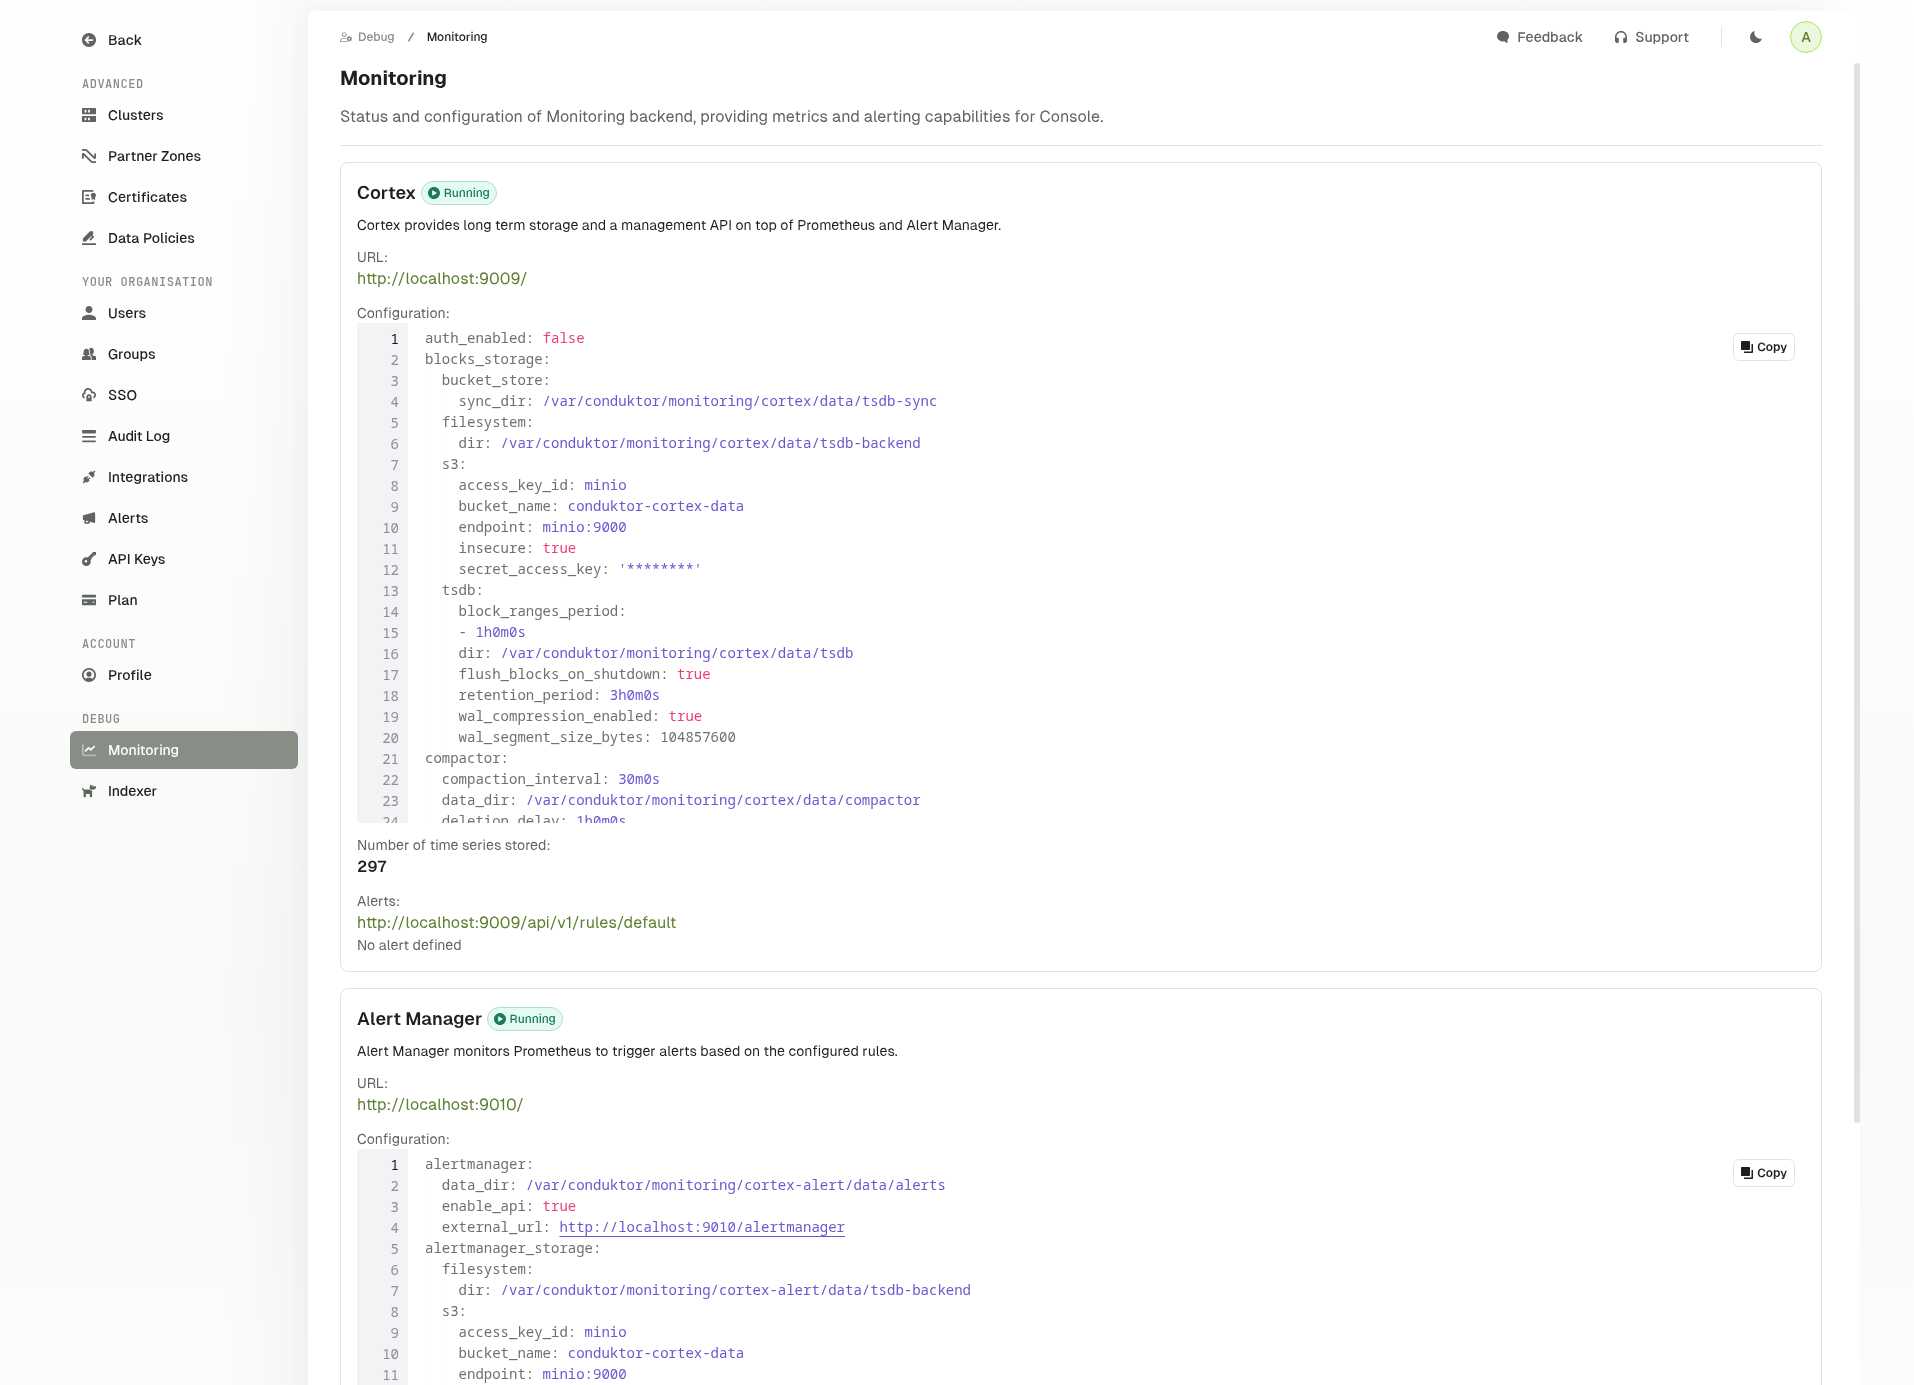 Back
ADVANCED
Clusters
Partner Zones
Certificates
Data Policies
YOUR ORGANISATION
Users
Groups
SSO
Audit Log
Integrations
Alerts
API Keys
Plan
ACCOUNT
Profile
DEBUG
Monitoring
Indexer
Debug / Monitoring
Feedback
Support
A
Monitoring
Status and configuration of Monitoring backend, providing metrics and alerting capabilities for Console.
Cortex Running
Cortex provides long term storage and a management API on top of Prometheus and Alert Manager.
URL:
http://localhost:9009/
Configuration:
Copy
1 auth_enabled: false
2 blocks_storage:
3 bucket_store:
4 sync_dir: /var/conduktor/monitoring/cortex/data/tsdb-sync
5 filesystem:
6 dir: /var/conduktor/monitoring/cortex/data/tsdb-backend
7 s3:
8 access_key_id: minio
9 bucket_name: conduktor-cortex-data
10 endpoint: minio:9000
11 insecure: true
12 secret_access_key: '********'
13 tsdb:
14 block_ranges_period:
15 - 1h0m0s
16 dir: /var/conduktor/monitoring/cortex/data/tsdb
17 flush_blocks_on_shutdown: true
18 retention_period: 3h0m0s
19 wal_compression_enabled: true
20 wal_segment_size_bytes: 104857600
21 compactor:
22 compaction_interval: 30m0s
23 data_dir: /var/conduktor/monitoring/cortex/data/compactor
24 deletion_delay: 1h0m0s
Number of time series stored:
297
Alerts:
http://localhost:9009/api/v1/rules/default
No alert defined
Alert Manager Running
Alert Manager monitors Prometheus to trigger alerts based on the configured rules.
URL:
http://localhost:9010/
Configuration:
Copy
1 alertmanager:
2 data_dir: /var/conduktor/monitoring/cortex-alert/data/alerts
3 enable_api: true
4 external_url: http://localhost:9010/alertmanager
5 alertmanager_storage:
6 filesystem:
7 dir: /var/conduktor/monitoring/cortex-alert/data/tsdb-backend
8 s3:
9 access_key_id: minio
10 bucket_name: conduktor-cortex-data
11 endpoint: minio:9000